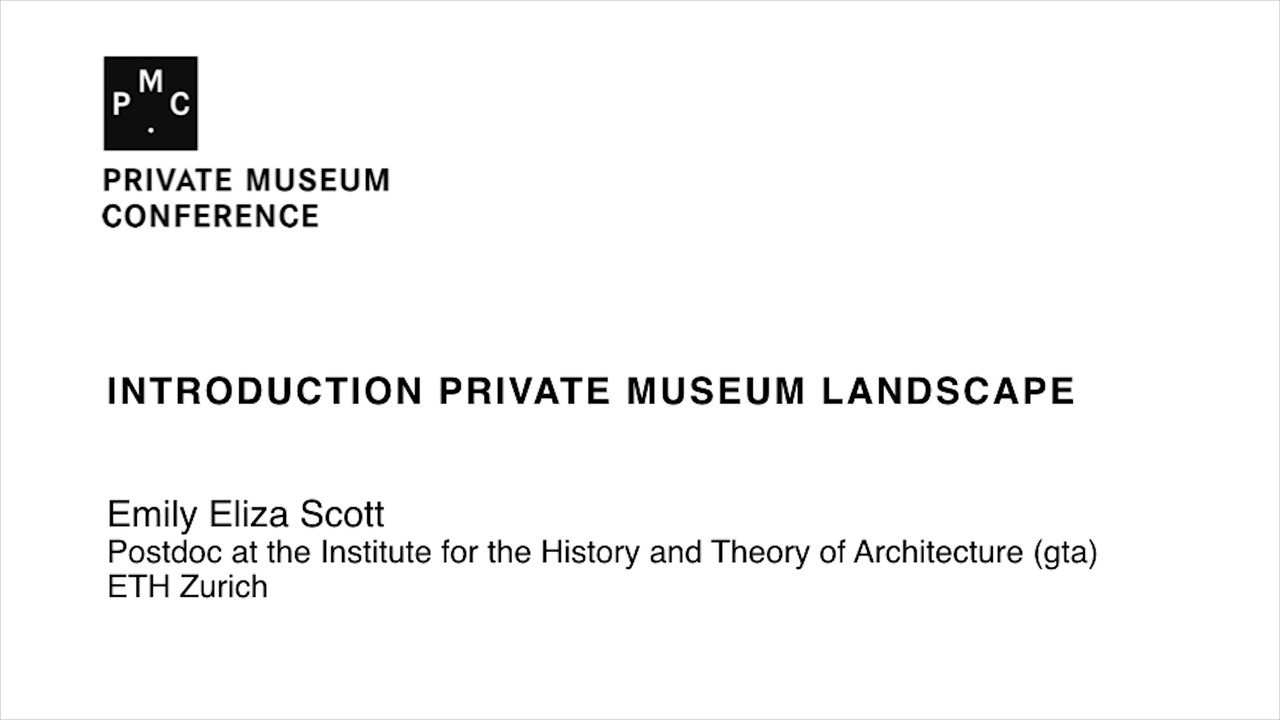 M
P C
.
PRIVATE MUSEUM
CONFERENCE
INTRODUCTION PRIVATE MUSEUM LANDSCAPE
Emily Eliza Scott
Postdoc at the Institute for the History and Theory of Architecture (gta)
ETH Zurich